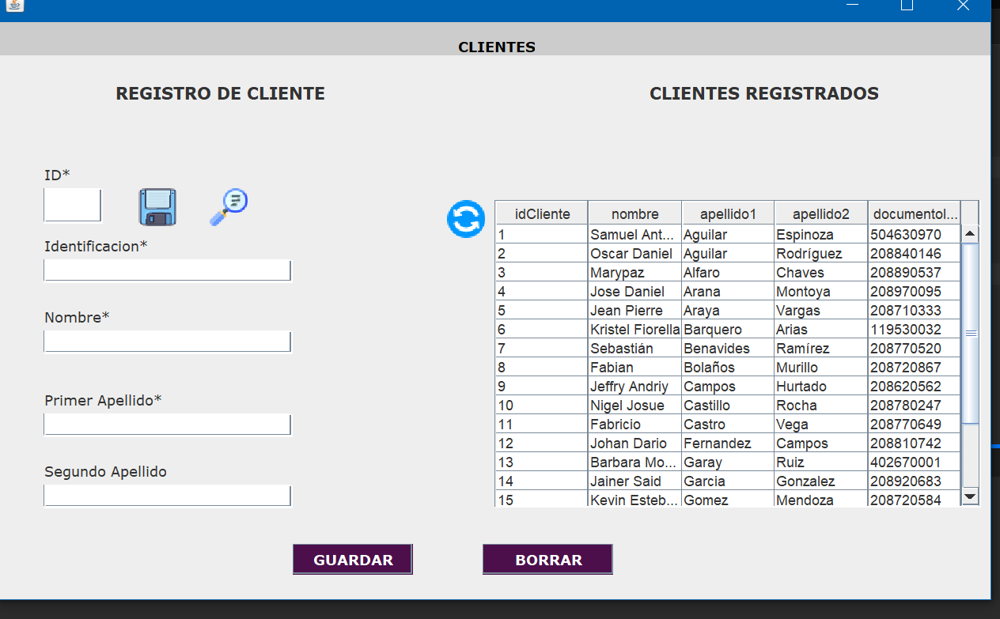 CLIENTES
REGISTRO DE CLIENTE
CLIENTES REGISTRADOS
ID*
Identificacion*
Nombre*
Primer Apellido*
Segundo Apellido
idCliente nombre apellido1 apellido2 documentoI...
1 Samuel Ant... Aguilar Espinoza 504630970
2 Oscar Daniel Aguilar Rodríguez 208840146
3 Marypaz Alfaro Chaves 208890537
4 Jose Daniel Arana Montoya 208970095
5 Jean Pierre Araya Vargas 208710333
6 Kristel Fiorella Barquero Arias 119530032
7 Sebastián Benavides Ramírez 208770520
8 Fabian Bolaños Murillo 208720867
9 Jeffry Andriy Campos Hurtado 208620562
10 Nigel Josue Castillo Rocha 208780247
11 Fabricio Castro Vega 208770649
12 Johan Dario Fernandez Campos 208810742
13 Barbara Mo... Garay Ruiz 402670001
14 Jainer Said Garcia Gonzalez 208920683
15 Kevin Esteb... Gomez Mendoza 208720584
GUARDAR
BORRAR